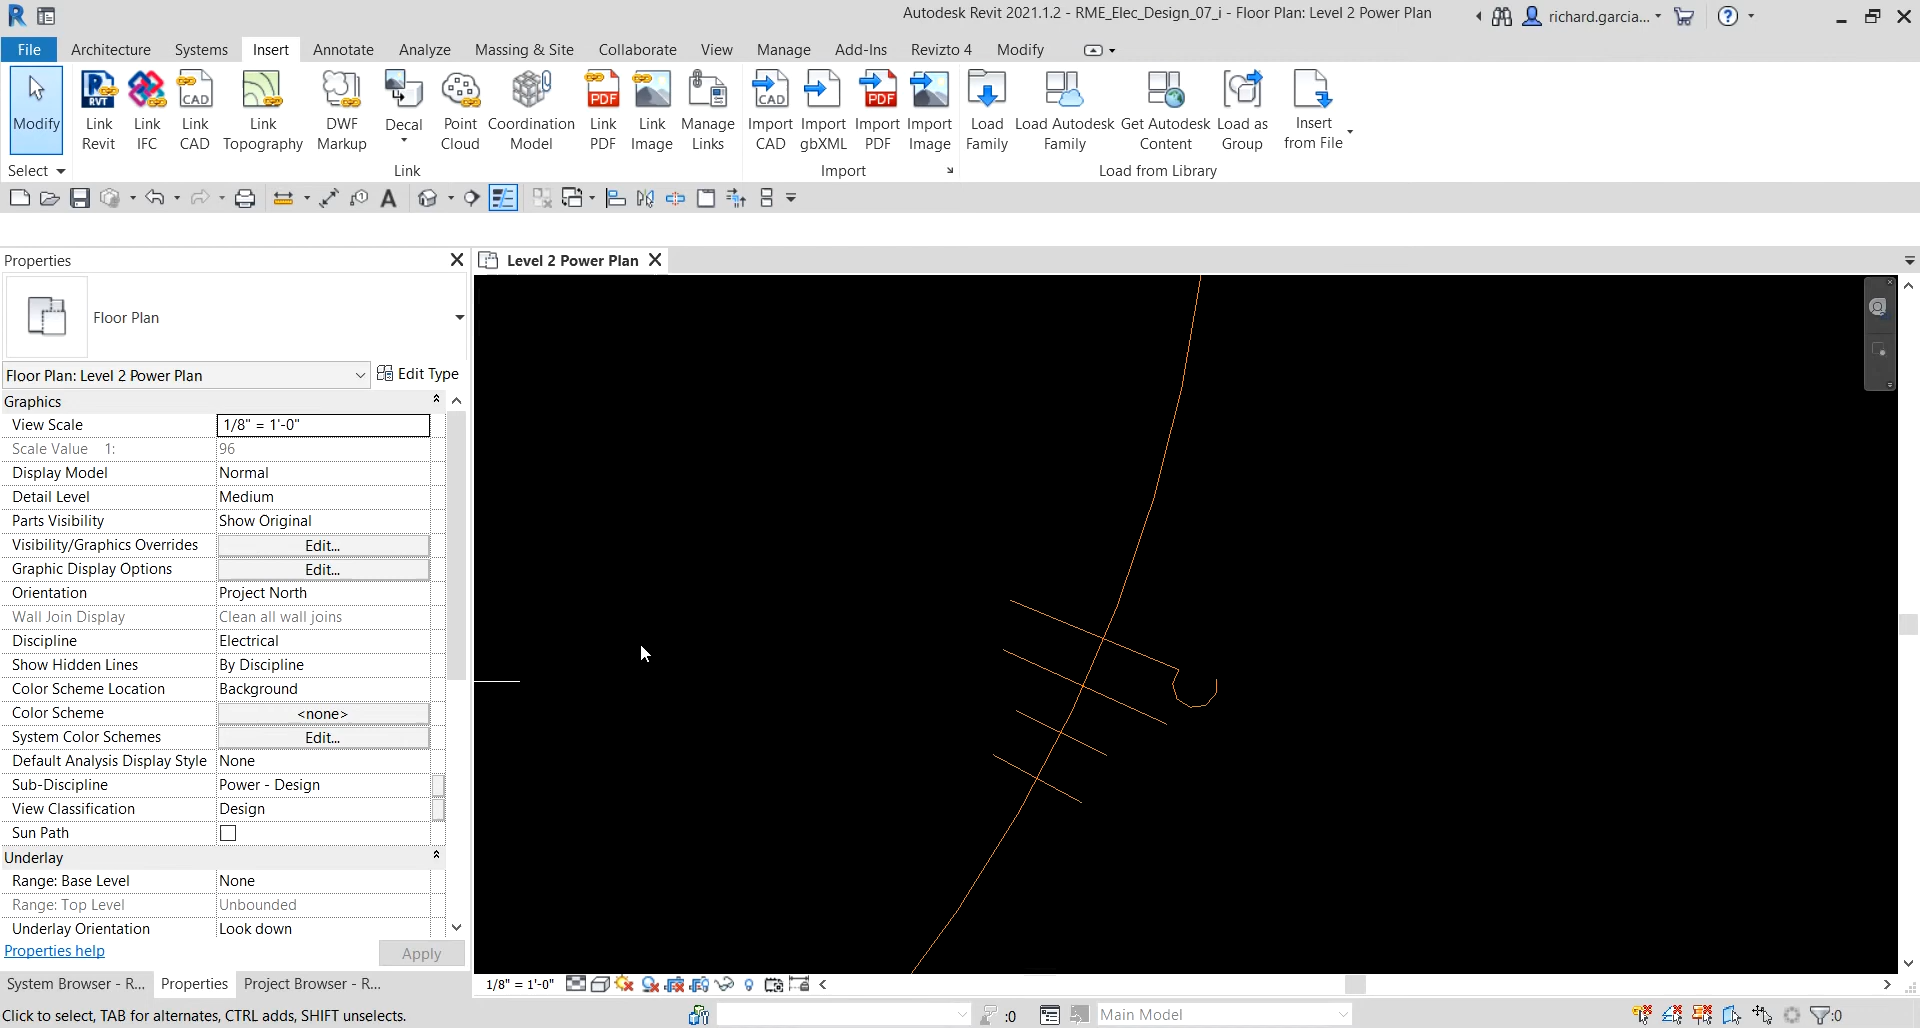 Autodesk Revit 2021.1.2 - RME_Elec_Design_07_i - Floor Plan: Level 2 Power Plan
richard.garcia...
File Architecture Systems Insert Annotate Analyze Massing & Site Collaborate View Manage Add-Ins Revizto 4 Modify
Modify
Link Revit
Link IFC
Link CAD
Link Topography
DWF Markup
Decal
Point Cloud
Coordination Model
Link PDF
Link Image
Manage Links
Import CAD
Import gbXML
Import PDF
Import Image
Load Family
Load Autodesk Family
Get Autodesk Content
Load as Group
Insert from File
Select Link Import Load from Library
Properties
Level 2 Power Plan
Floor Plan
Floor Plan: Level 2 Power Plan Edit Type
Graphics
View Scale 1/8" = 1'-0"
Scale Value 1: 96
Display Model Normal
Detail Level Medium
Parts Visibility Show Original
Visibility/Graphics Overrides Edit...
Graphic Display Options Edit...
Orientation Project North
Wall Join Display Clean all wall joins
Discipline Electrical
Show Hidden Lines By Discipline
Color Scheme Location Background
Color Scheme <none>
System Color Schemes Edit...
Default Analysis Display Style None
Sub-Discipline Power - Design
View Classification Design
Sun Path
Underlay
Range: Base Level None
Range: Top Level Unbounded
Underlay Orientation Look down
Properties help Apply
System Browser - R... Properties Project Browser - R...
1/8" = 1'-0"
Click to select, TAB for alternates, CTRL adds, SHIFT unselects.
:0
Main Model
:0